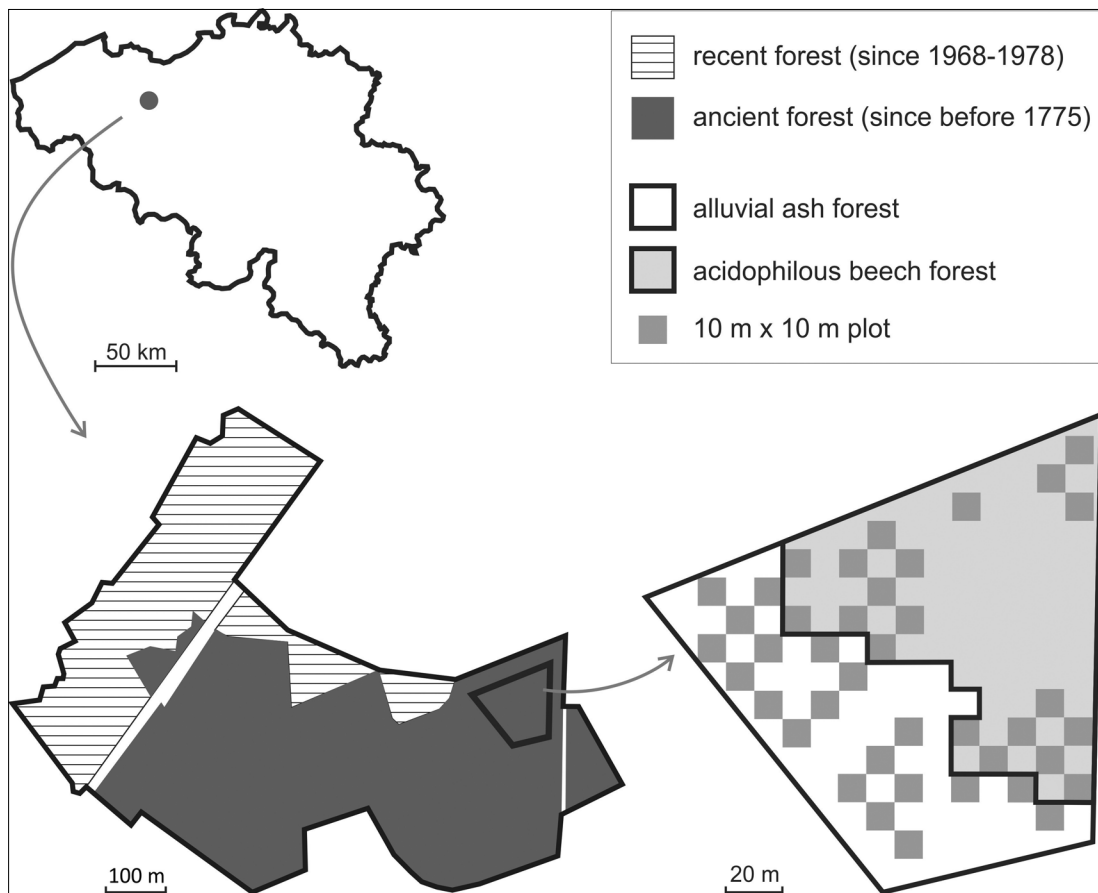 recent forest (since 1968-1978)
ancient forest (since before 1775)
alluvial ash forest
acidophilous beech forest
10 m x 10 m plot
50 km
100 m
20 m